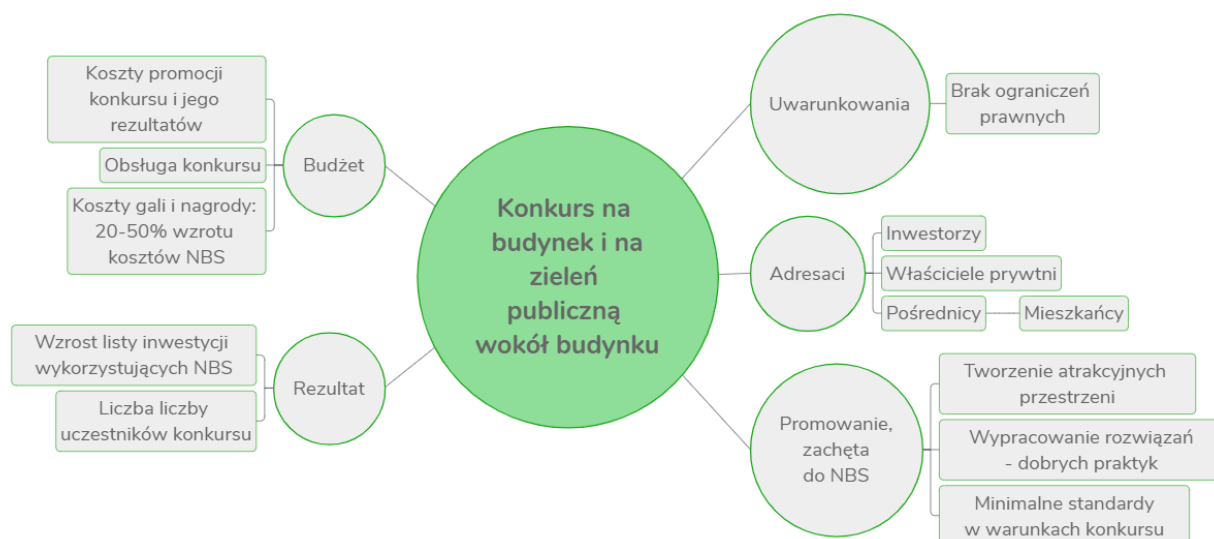 Koszty promocji
konkursu i jego
rezultatów
Obsługa konkursu
Koszty gali i nagrody:
20-50% wzrotu
kosztów NBS
Budżet
Wzrost listy inwestycji
wykorzystujących NBS
Liczba liczby
uczestników konkursu
Rezultat
Konkurs na
budynek i na
zieleń
publiczną
wokół budynku
Uwarunkowania
Brak ograniczeń
prawnych
Adresaci
Inwestorzy
Właściciele prywtni
Pośrednicy
Mieszkańcy
Promowanie,
zachęta
do NBS
Tworzenie atrakcyjnych
przestrzeni
Wypracowanie rozwiązań
- dobrych praktyk
Minimalne standardy
w warunkach konkursu